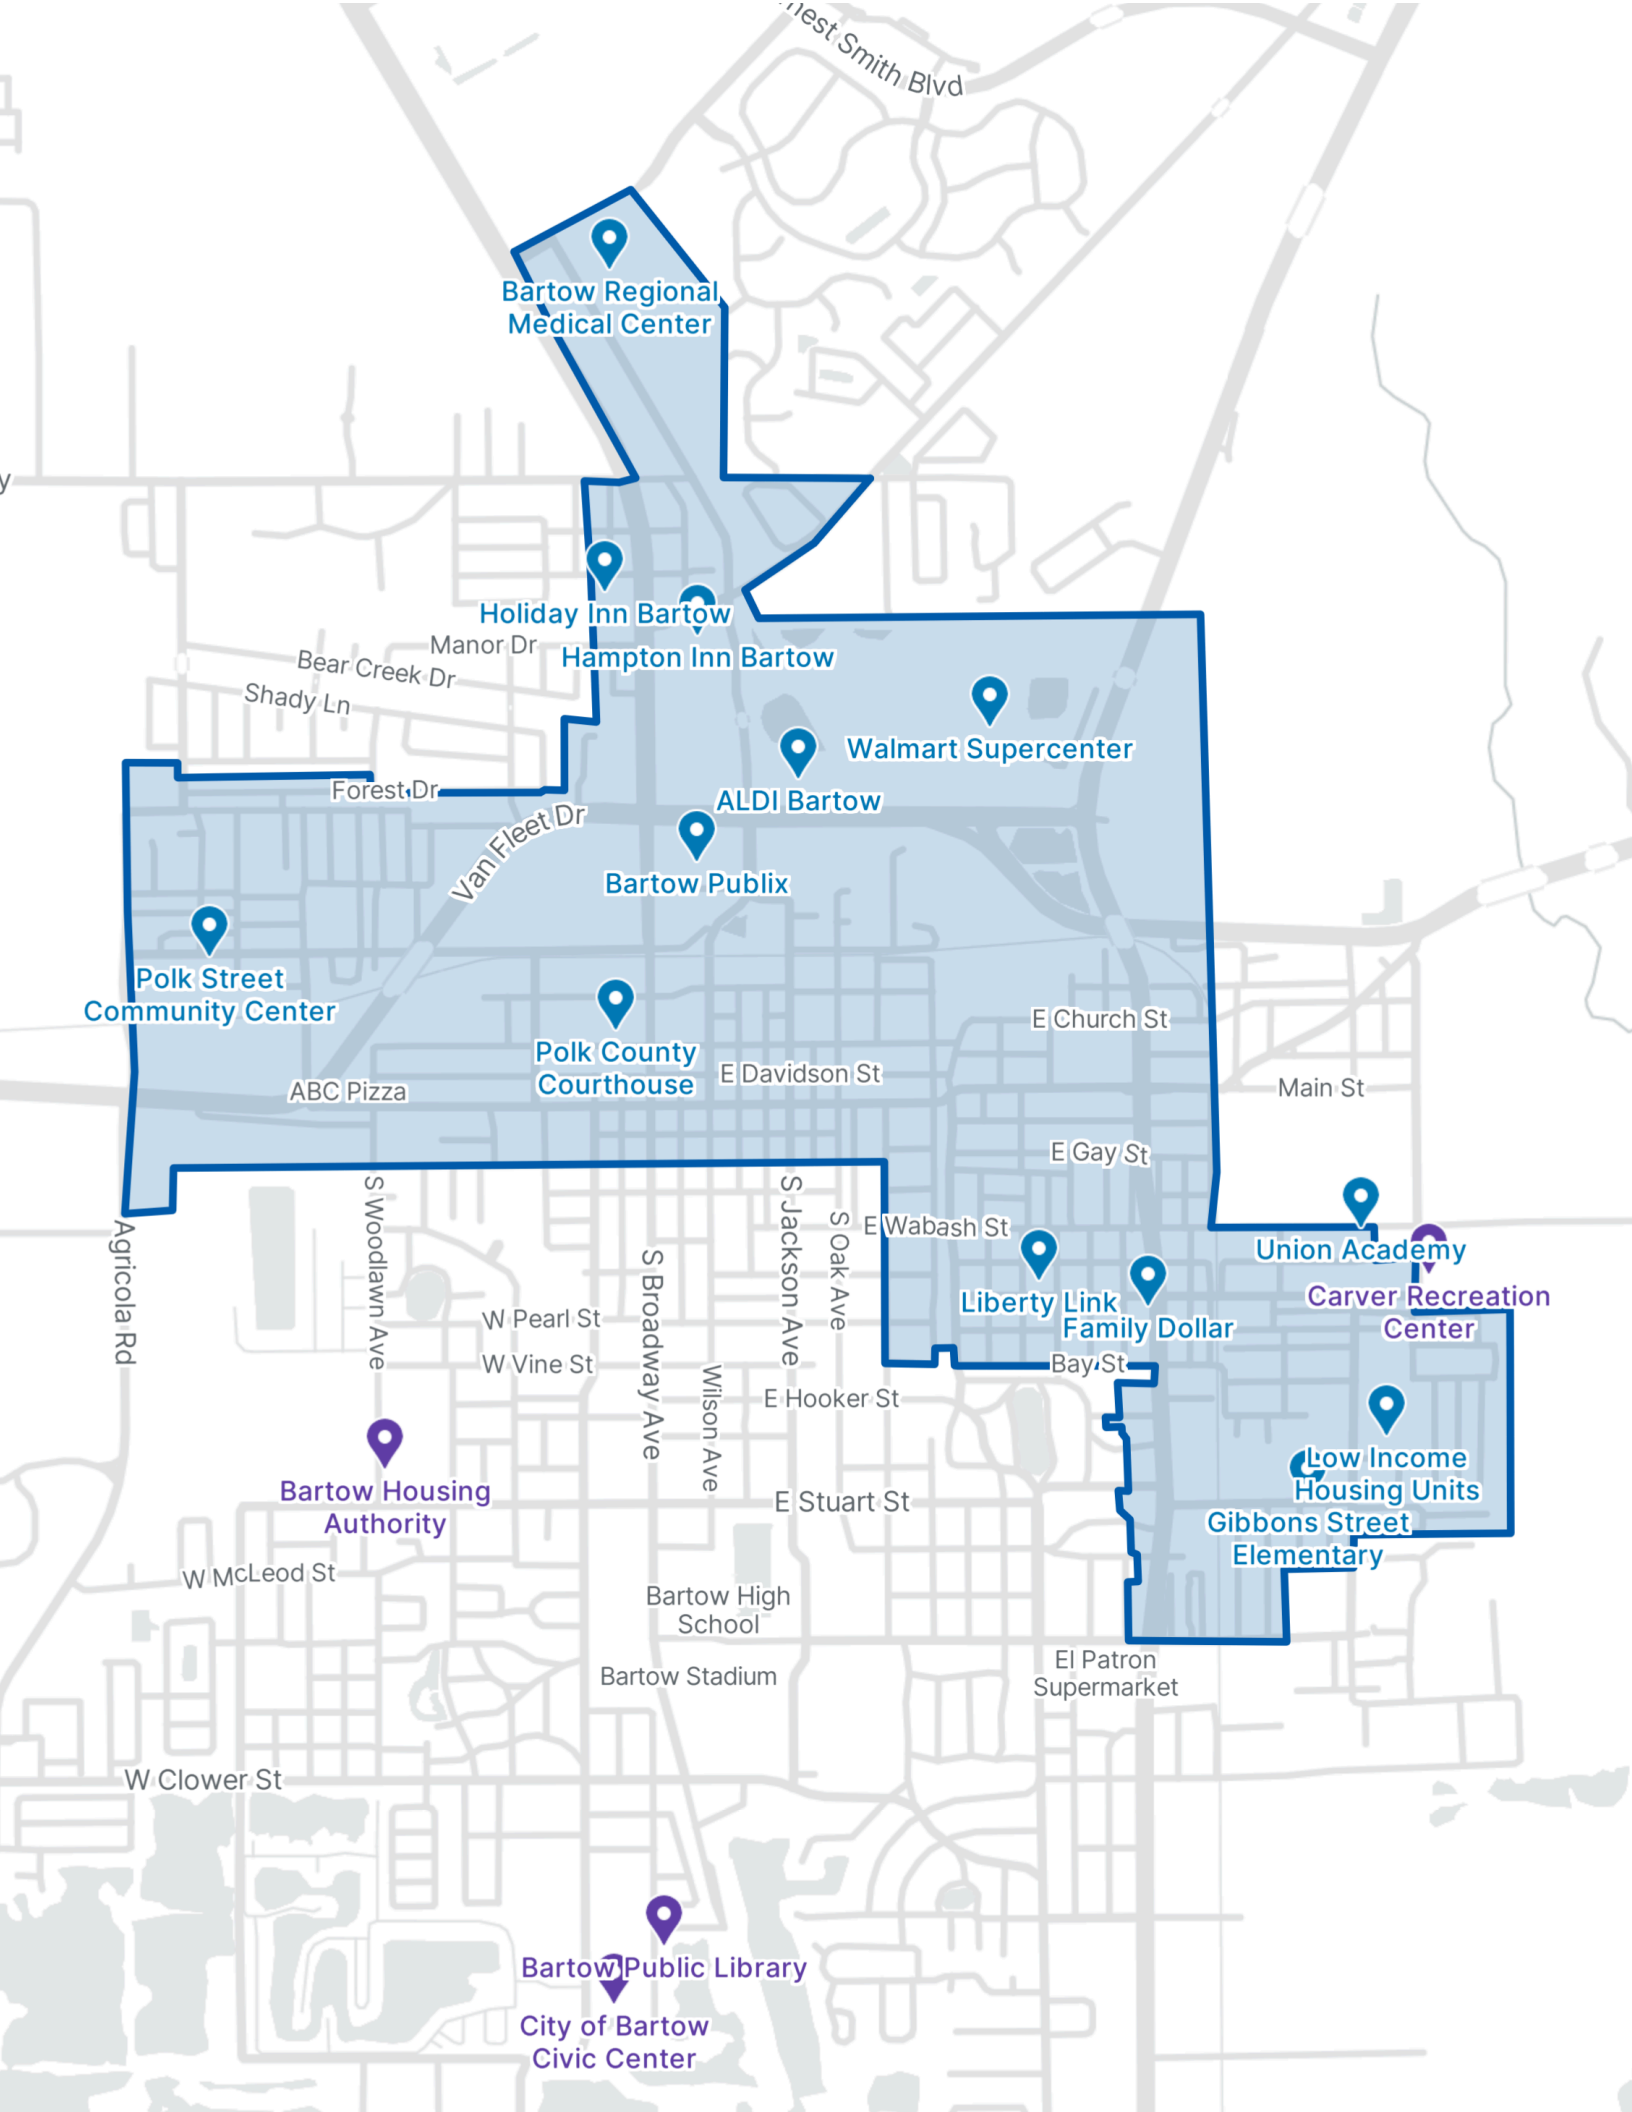 nest Smith Blvd
Bartow Regional
Medical Center
y
Holiday Inn Bartow
Manor Dr
Hampton Inn Bartow
Bear Creek Dr
Shady Ln
Walmart Supercenter
Forest Dr
ALDI Bartow
Van Fleet Dr
Bartow Publix
Polk Street
Community Center
E Church St
Polk County
Courthouse
E Davidson St
ABC Pizza
Main St
E Gay St
S Woodlawn Ave
S Jackson Ave
S Oak Ave
E Wabash St
Agricola Rd
S Broadway Ave
Union Academy
Liberty Link
Carver Recreation
Center
Family Dollar
W Pearl St
W Vine St
Bay St
Wilson Ave
E Hooker St
Low Income
Housing Units
Bartow Housing
Authority
E Stuart St
Gibbons Street
Elementary
W McLeod St
Bartow High
School
El Patron
Supermarket
Bartow Stadium
W Clower St
Bartow Public Library
City of Bartow
Civic Center